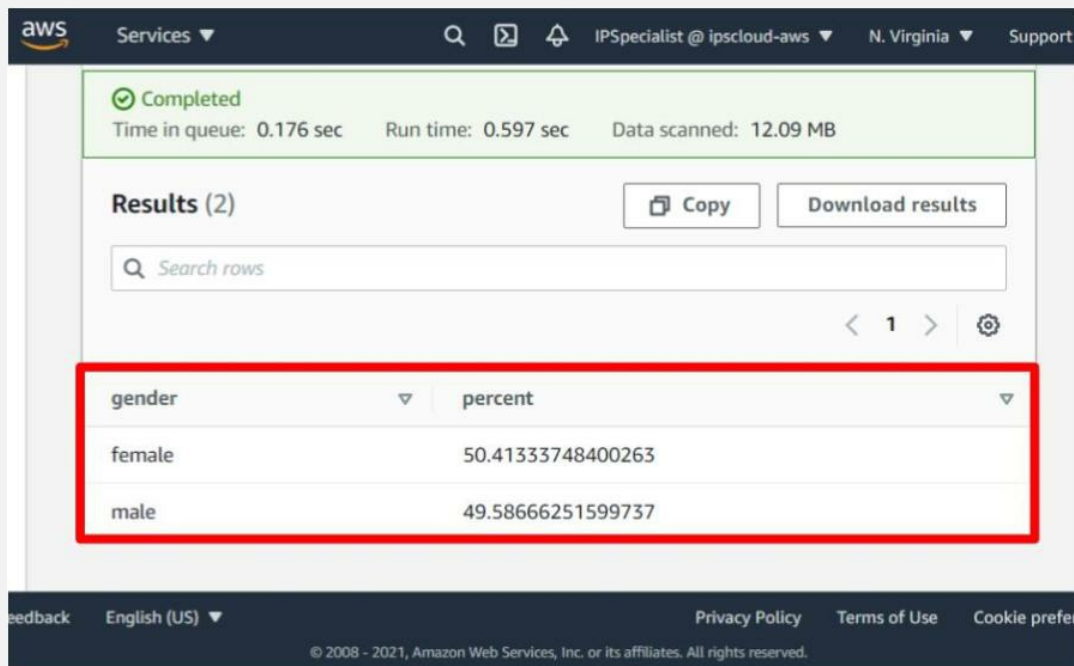 aws Services ▼ IPSpecialist @ ipscloud-aws ▼ N. Virginia ▼ Support
Completed
Time in queue: 0.176 sec Run time: 0.597 sec Data scanned: 12.09 MB
Results (2) Copy Download results
Search rows
< 1 >
gender percent
female 50.41333748400263
male 49.58666251599737
eedback English (US) ▼ Privacy Policy Terms of Use Cookie prefer
© 2008 - 2021, Amazon Web Services, Inc. or its affiliates. All rights reserved.